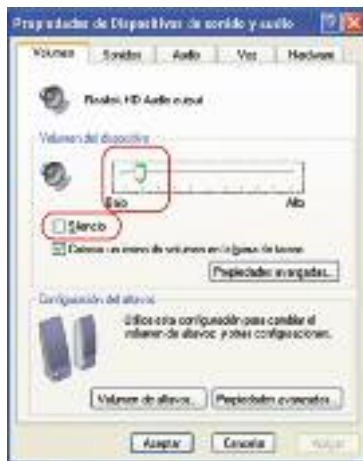 Propiedades de Dispositivos de sonido y audio
Volumen Sonidos Audio Voz Hardware
Realtek HD Audio output
Volumen del dispositivo
Bajo Alto
Silencio
Colocar un icono de volumen en la barra de tareas
Propiedades avanzadas...
Configuración del altavoz
Utilice esta configuración para cambiar el
volumen de altavoz y otras configuraciones.
Volumen de altavoz... Propiedades avanzadas...
Aceptar Cancelar Aplicar